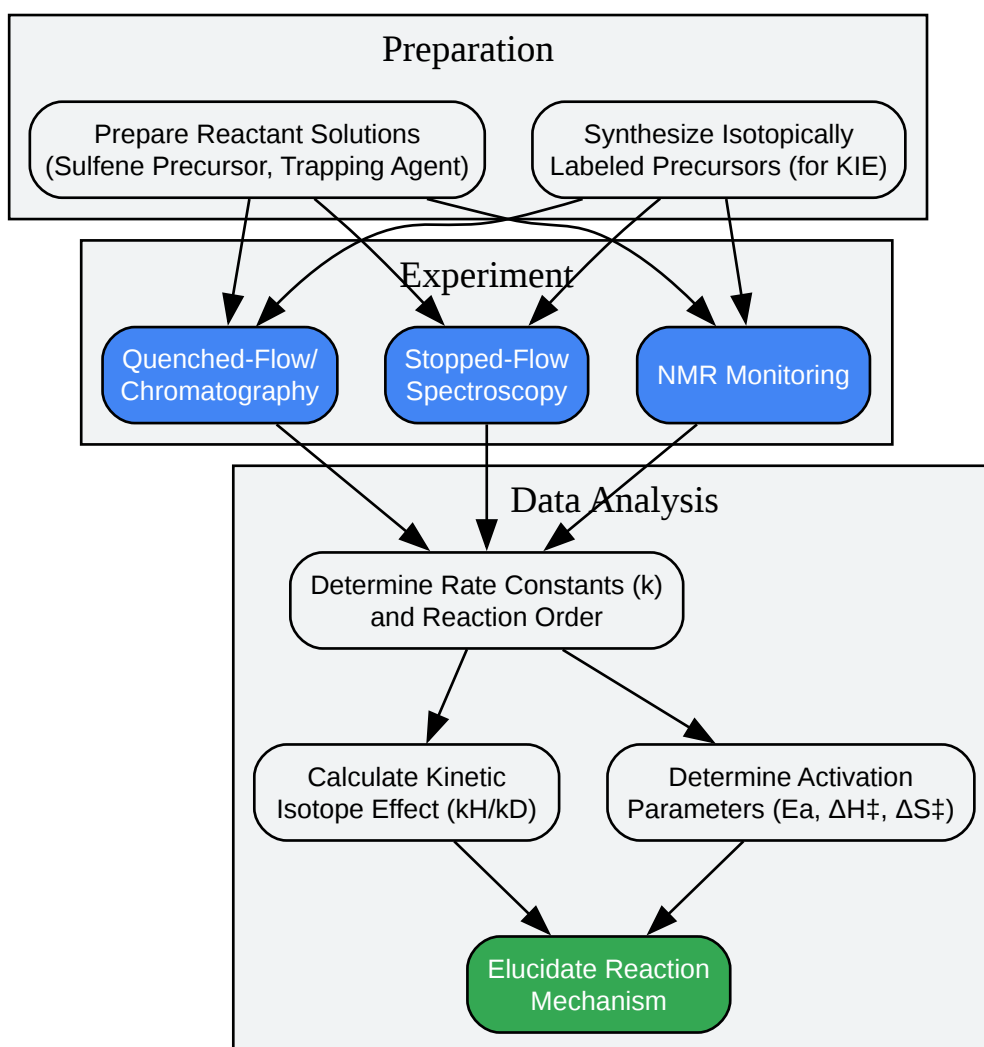 Preparation
Prepare Reactant Solutions
(Sulfene Precursor, Trapping Agent)
Synthesize Isotopically
Labeled Precursors (for KIE)
Experiment
Quenched-Flow/
Chromatography
Stopped-Flow
Spectroscopy
NMR Monitoring
Data Analysis
Determine Rate Constants (k)
and Reaction Order
Calculate Kinetic
Isotope Effect (kH/kD)
Determine Activation
Parameters (Ea, ΔH‡, ΔS‡)
Elucidate Reaction
Mechanism